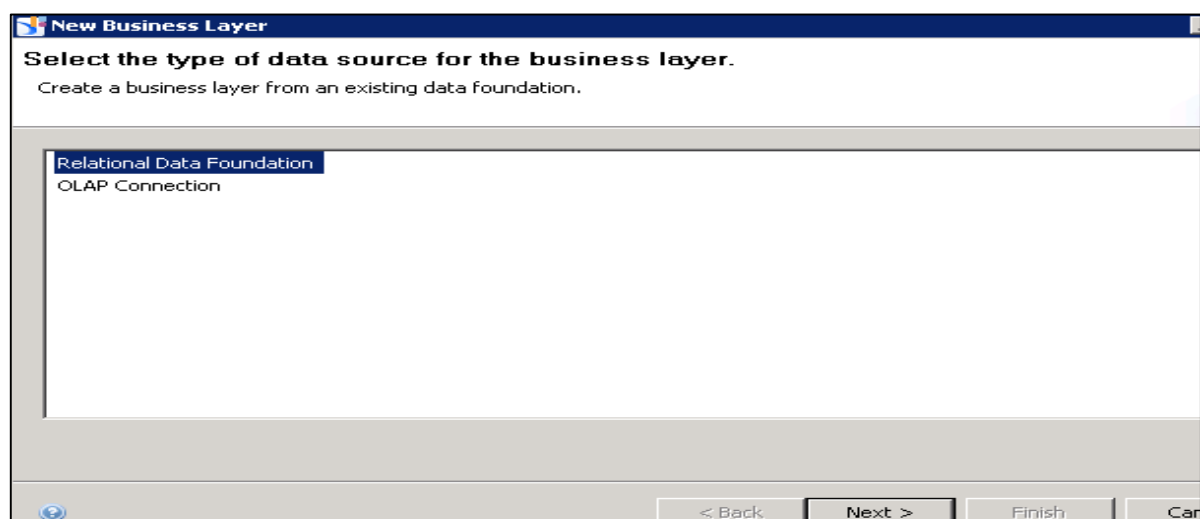 New Business Layer
Select the type of data source for the business layer.
Create a business layer from an existing data foundation.
Relational Data Foundation
OLAP Connection
< Back Next > Finish